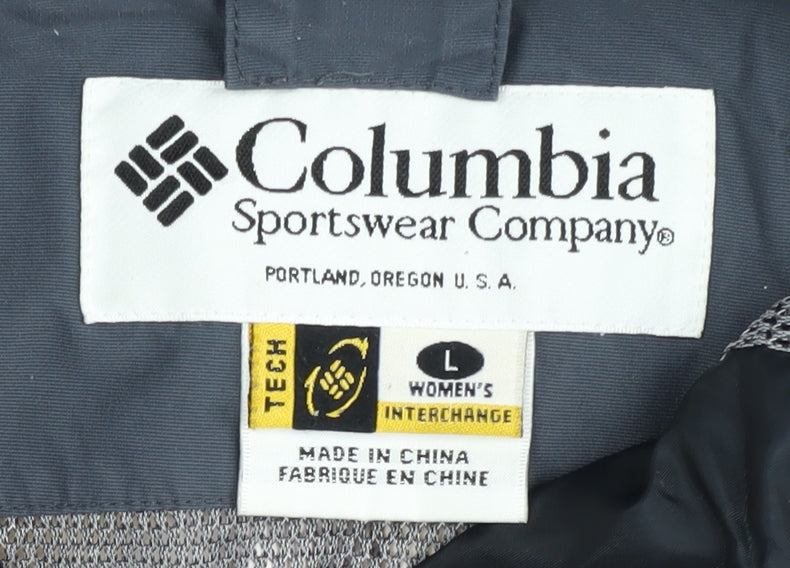 Columbia
Sportswear Company®
PORTLAND, OREGON U. S. A.
TECH
L
WOMEN'S
INTERCHANGE
MADE IN CHINA
FABRIQUE EN CHINE